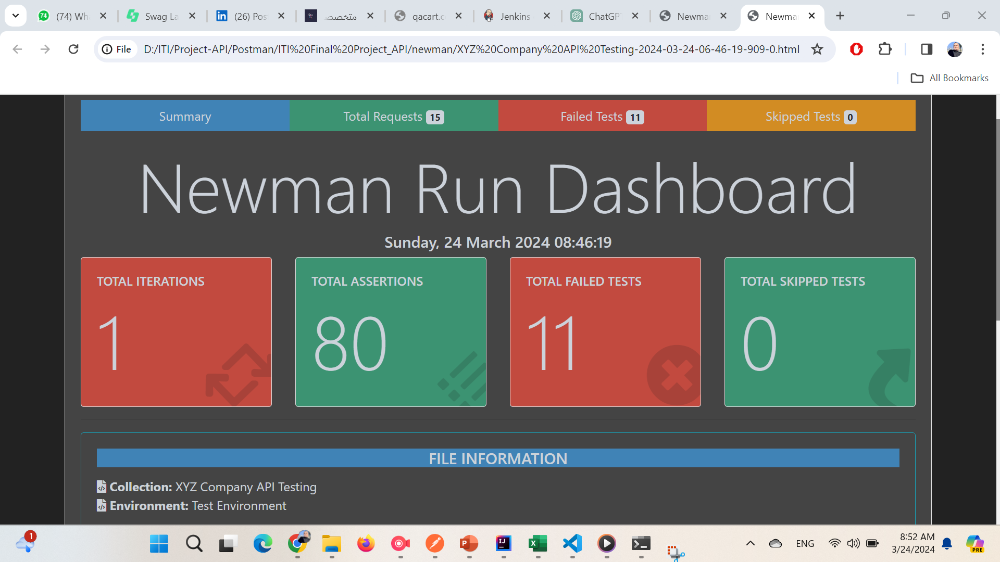 74
(74) Wh
Swag La
(26) Pos
متخصصـ
qacart.c
Jenkins
ChatGPT
Newma
Newma
File
D:/ITI/Project-API/Postman/ITI%20Final%20Project_API/newman/XYZ%20Company%20API%20Testing-2024-03-24-06-46-19-909-0.html
All Bookmarks
Summary
Total Requests 15
Failed Tests 11
Skipped Tests 0
Newman Run Dashboard
Sunday, 24 March 2024 08:46:19
TOTAL ITERATIONS
1
TOTAL ASSERTIONS
80
TOTAL FAILED TESTS
11
TOTAL SKIPPED TESTS
0
FILE INFORMATION
Collection: XYZ Company API Testing
Environment: Test Environment
1
ENG
8:52 AM
3/24/2024
PRE